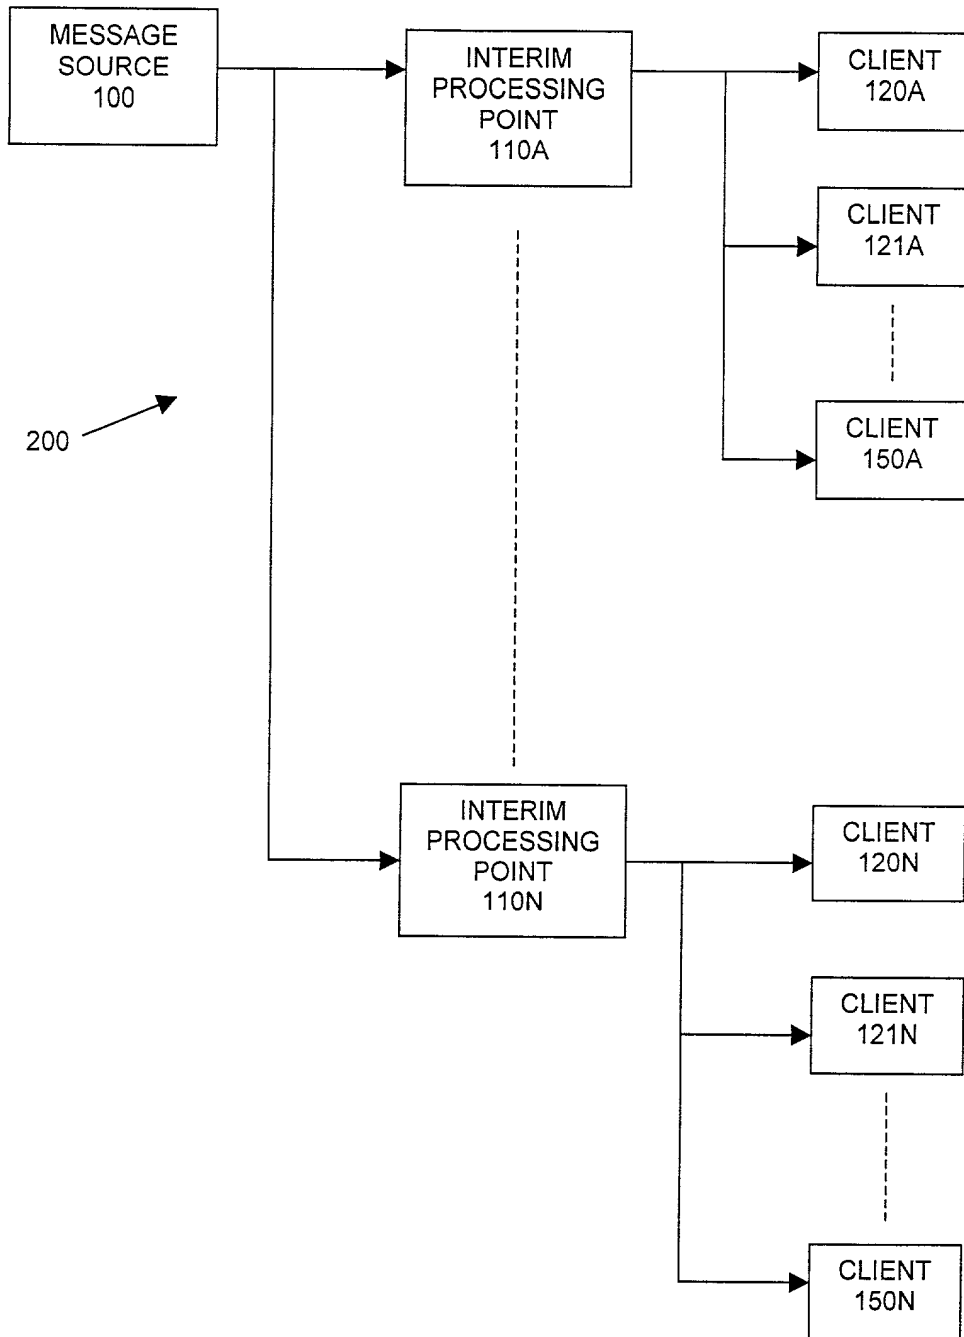 MESSAGE
SOURCE
100
INTERIM
PROCESSING
POINT
110A
CLIENT
120A
CLIENT
121A
CLIENT
150A
200
INTERIM
PROCESSING
POINT
110N
CLIENT
120N
CLIENT
121N
CLIENT
150N